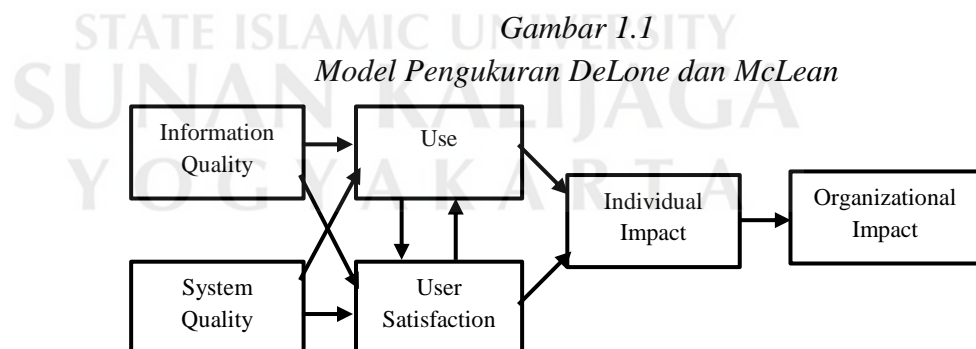 STATE ISLAMIC UNIVERSITY
SUNAN KALIJAGA
YOGYAKARTA
Gambar 1.1
Model Pengukuran DeLone dan McLean
Information
Quality
Use
Individual
Impact
Organizational
Impact
System
Quality
User
Satisfaction